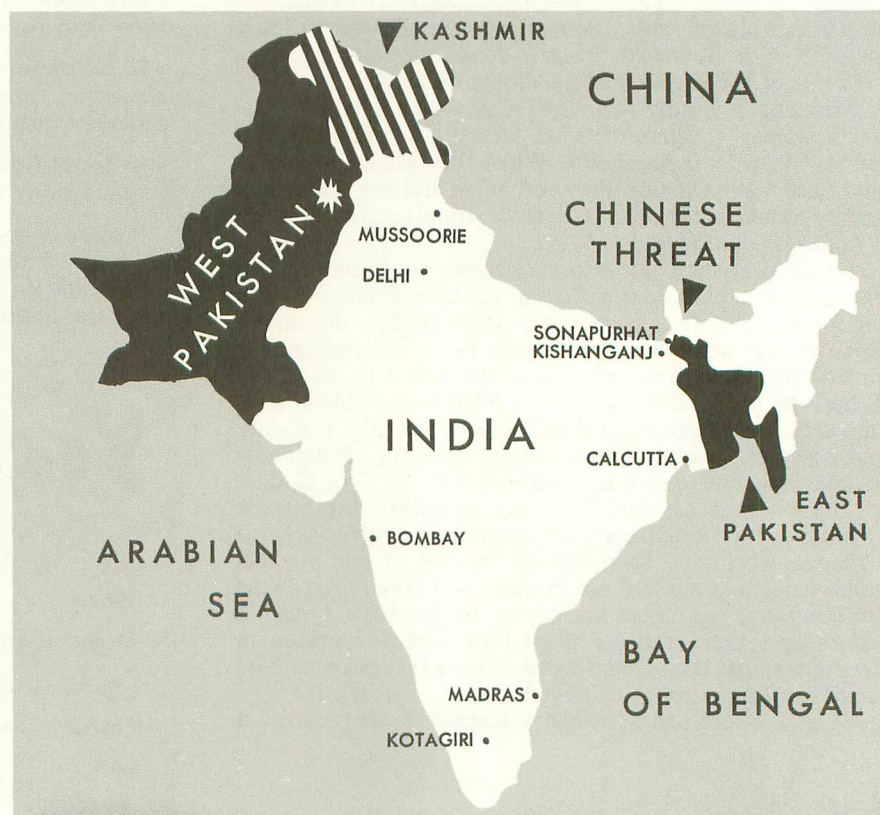 KASHMIR
CHINA
CHINESE
THREAT
WEST
PAKISTAN
MUSSOORIE
DELHI
SONAPURHAT
KISHANGANJ
INDIA
CALCUTTA
EAST
PAKISTAN
BOMBAY
ARABIAN
SEA
BAY
OF BENGAL
MADRAS
KOTAGIRI